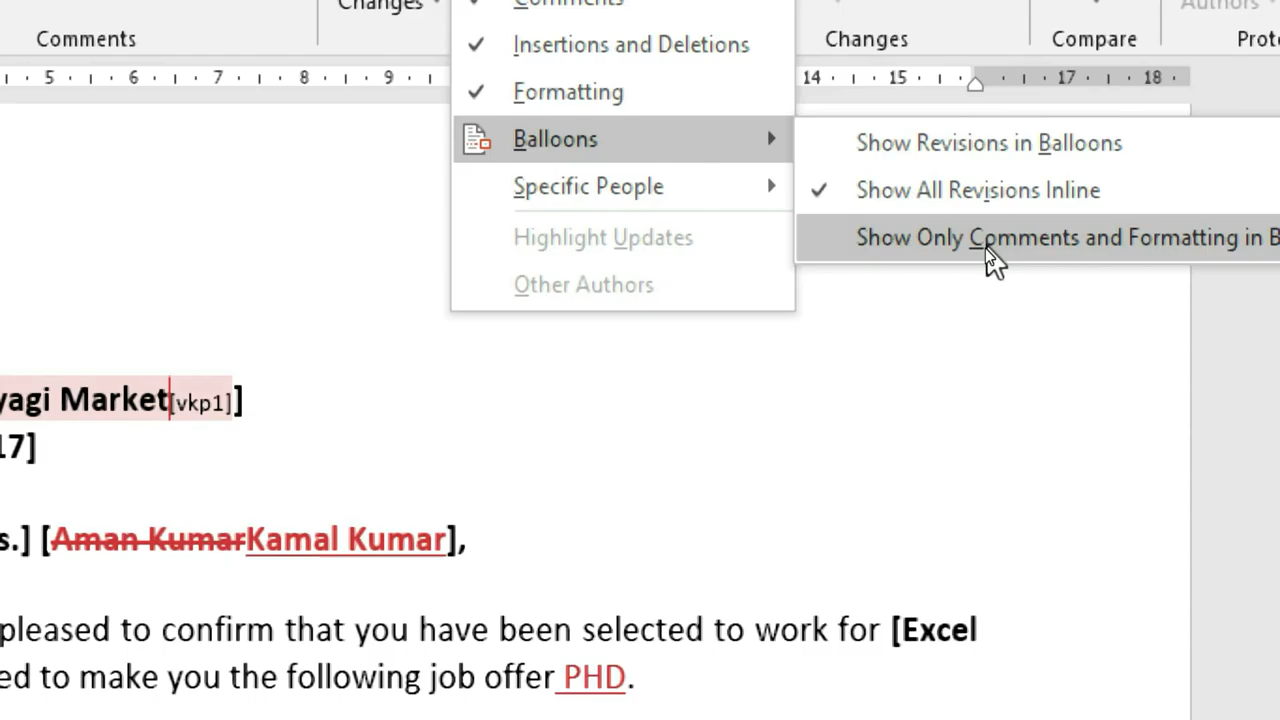 Changes
Comments
Authors
Comments
Insertions and Deletions
Changes
Compare
5 6 7 8 9 14 15 17 18
Formatting
Balloons
Show Revisions in Balloons
Specific People
Show All Revisions Inline
Highlight Updates
Show Only Comments and Formatting in B
Other Authors
yagi Market[vkp1]]
17]
s.] [Aman KumarKamal Kumar],
pleased to confirm that you have been selected to work for [Excel
ed to make you the following job offer PHD.